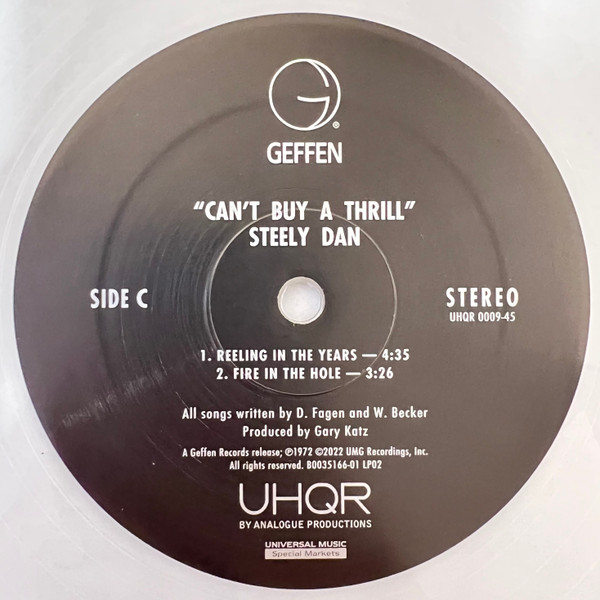 G®
GEFFEN
“CAN'T BUY A THRILL”
STEELY DAN
SIDE C
STEREO
UHQR 0009-45
1. REELING IN THE YEARS — 4:35
2. FIRE IN THE HOLE — 3:26
All songs written by D. Fagen and W. Becker
Produced by Gary Katz
A Geffen Records release; ℗1972 ©2022 UMG Recordings, Inc.
All rights reserved. B0035166-01 LP02
UHQR
BY ANALOGUE PRODUCTIONS
UNIVERSAL MUSIC
Special Markets